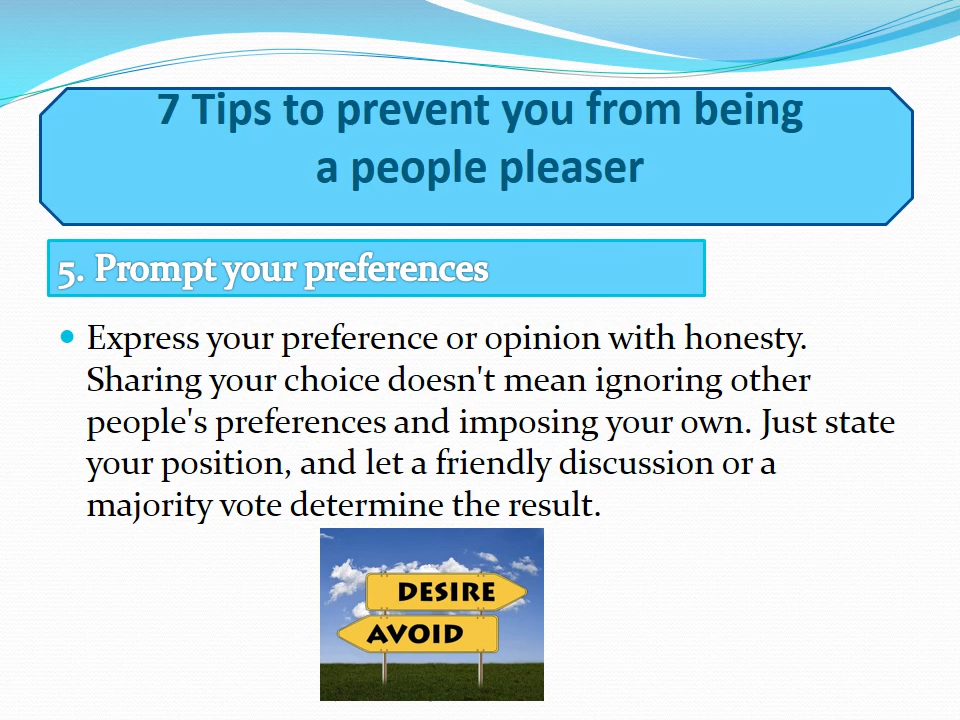 7 Tips to prevent you from being
a people pleaser
5. Prompt your preferences
Express your preference or opinion with honesty.
Sharing your choice doesn't mean ignoring other
people's preferences and imposing your own. Just state
your position, and let a friendly discussion or a
majority vote determine the result.
DESIRE
AVOID